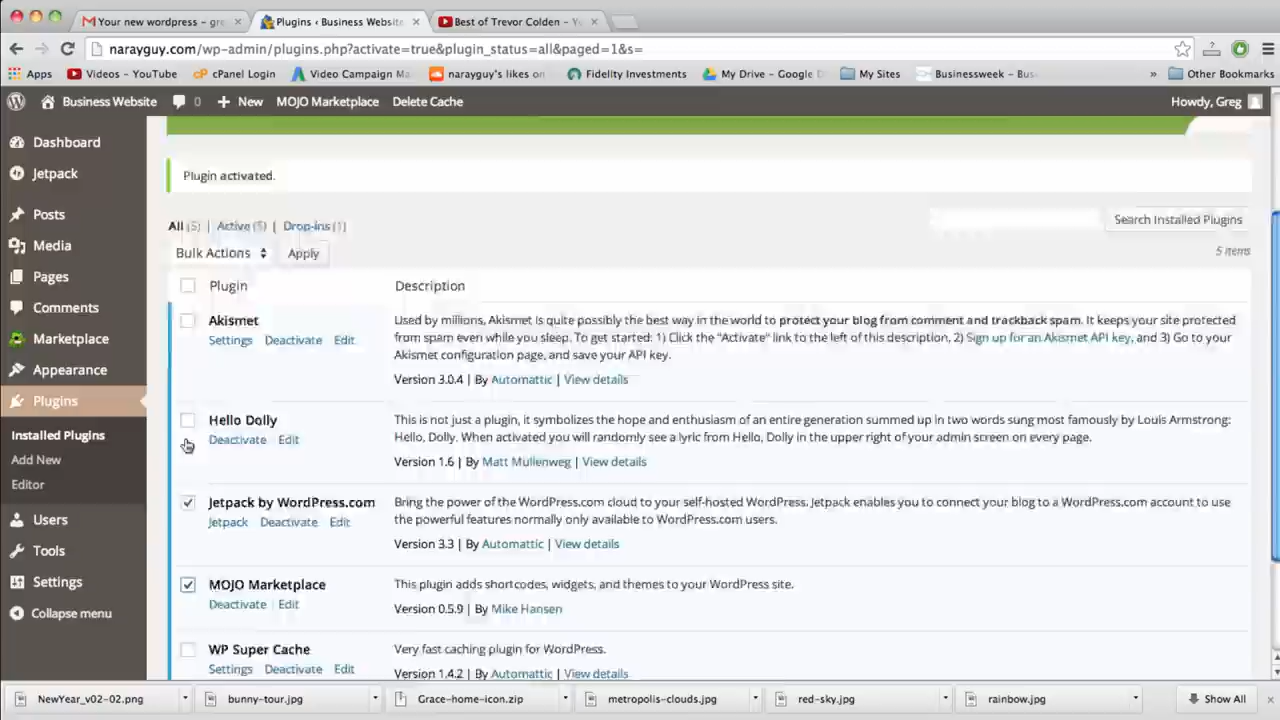 Your new wordpress – gre
Plugins ‹ Business Website
Best of Trevor Colden – Yo
narayguy.com/wp-admin/plugins.php?activate=true&plugin_status=all&paged=1&s=
Apps Videos - YouTube cPanel Login Video Campaign Ma narayguy's likes on Fidelity Investments My Drive - Google D My Sites Businessweek - Bus » Other Bookmarks
Business Website 0 + New MOJO Marketplace Delete Cache Howdy, Greg
Dashboard
Jetpack
Posts
Media
Pages
Comments
Marketplace
Appearance
Plugins
Installed Plugins
Add New
Editor
Users
Tools
Settings
Collapse menu
Plugin activated.
All (5) | Active (5) | Drop-ins (1)
Search Installed Plugins
Bulk Actions Apply
5 items
Plugin Description
Akismet
Settings Deactivate Edit
Used by millions, Akismet is quite possibly the best way in the world to protect your blog from comment and trackback spam. It keeps your site protected
from spam even while you sleep. To get started: 1) Click the "Activate" link to the left of this description, 2) Sign up for an Akismet API key, and 3) Go to your
Akismet configuration page, and save your API key.
Version 3.0.4 | By Automattic | View details
Hello Dolly
Deactivate Edit
This is not just a plugin, it symbolizes the hope and enthusiasm of an entire generation summed up in two words sung most famously by Louis Armstrong:
Hello, Dolly. When activated you will randomly see a lyric from Hello, Dolly in the upper right of your admin screen on every page.
Version 1.6 | By Matt Mullenweg | View details
Jetpack by WordPress.com
Jetpack Deactivate Edit
Bring the power of the WordPress.com cloud to your self-hosted WordPress. Jetpack enables you to connect your blog to a WordPress.com account to use
the powerful features normally only available to WordPress.com users.
Version 3.3 | By Automattic | View details
MOJO Marketplace
Deactivate Edit
This plugin adds shortcodes, widgets, and themes to your WordPress site.
Version 0.5.9 | By Mike Hansen
WP Super Cache
Settings Deactivate Edit
Very fast caching plugin for WordPress.
Version 1.4.2 | By Automattic | View details
NewYear_v02-02.png bunny-tour.jpg Grace-home-icon.zip metropolis-clouds.jpg red-sky.jpg rainbow.jpg Show All